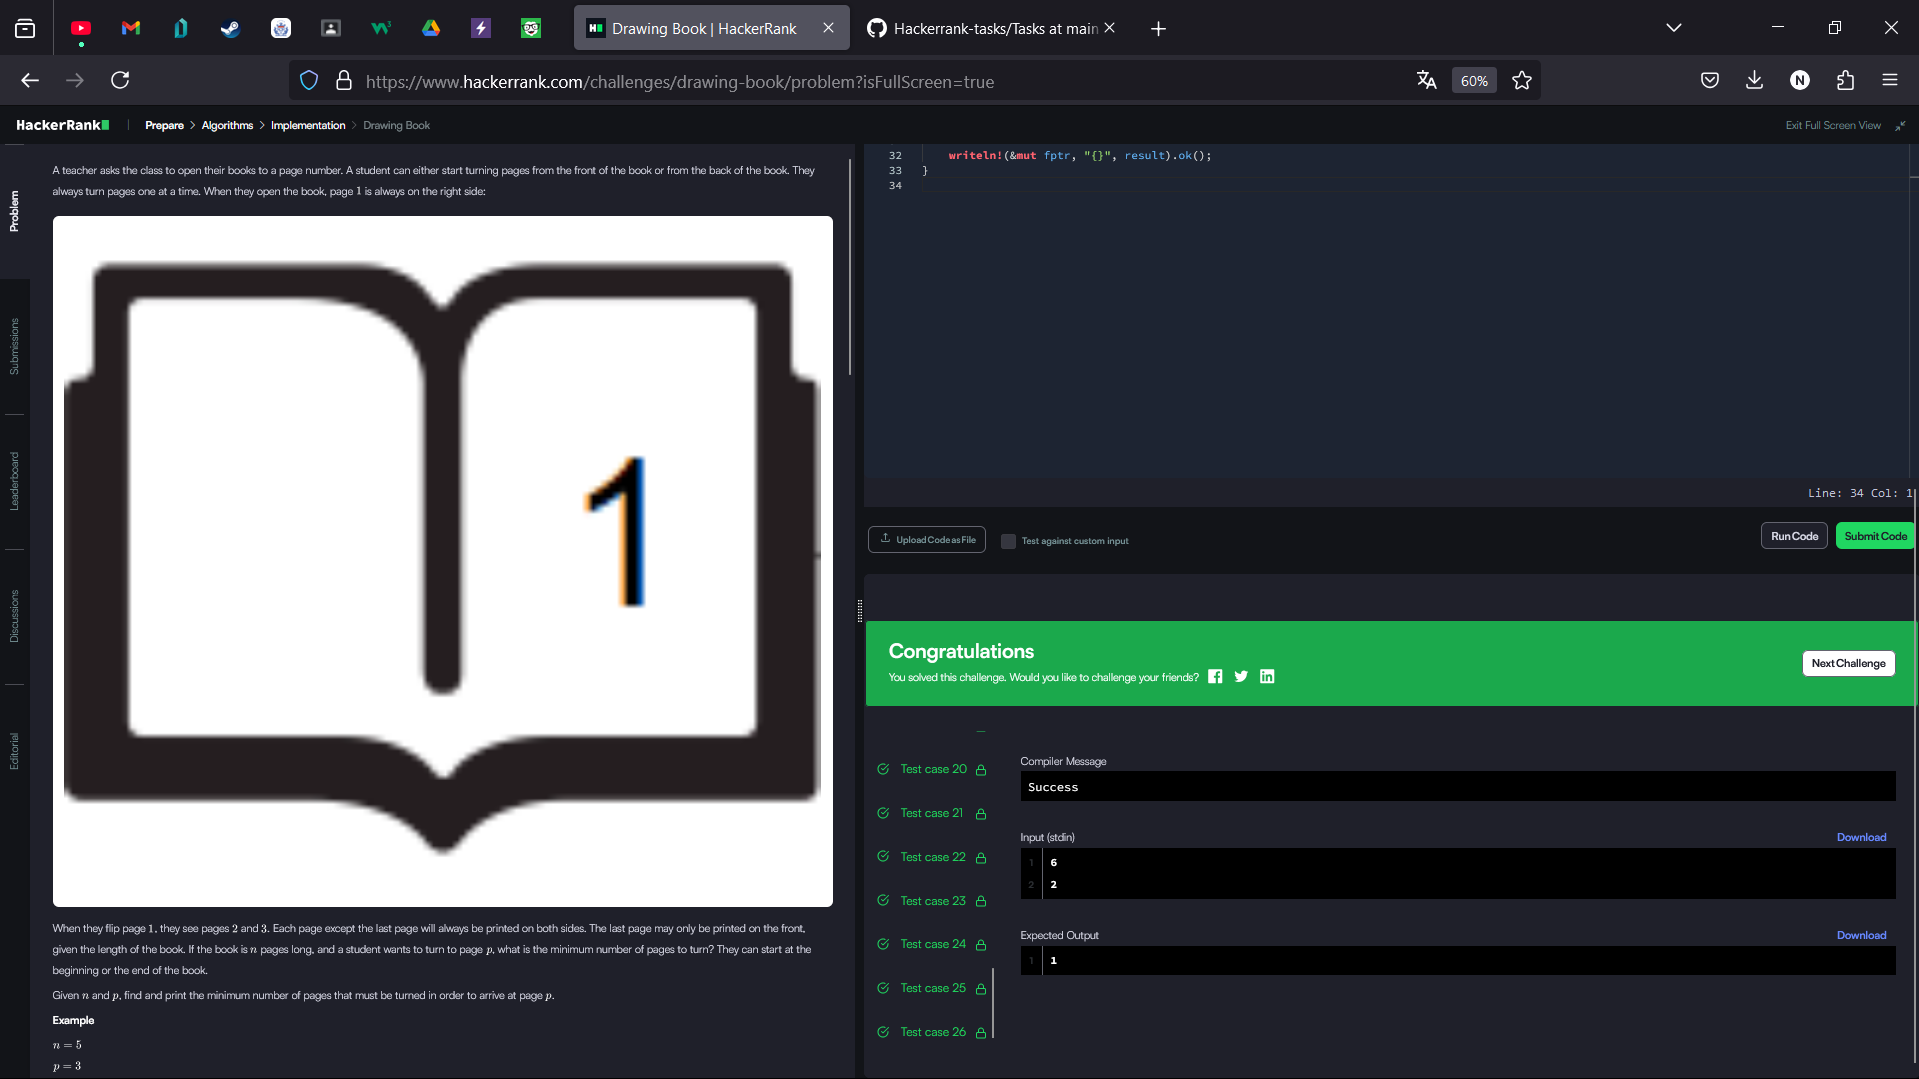 Drawing Book | HackerRank
Hackerrank-tasks/Tasks at main
https://www.hackerrank.com/challenges/drawing-book/problem?isFullScreen=true
60%
N
HackerRank
Prepare > Algorithms > Implementation > Drawing Book
Exit Full Screen View
Problem
Submissions
Leaderboard
Discussions
Editorial
A teacher asks the class to open their books to a page number. A student can either start turning pages from the front of the book or from the back of the book. They
always turn pages one at a time. When they open the book, page 1 is always on the right side:
1
When they flip page 1, they see pages 2 and 3. Each page except the last page will always be printed on both sides. The last page may only be printed on the front,
given the length of the book. If the book is n pages long, and a student wants to turn to page p, what is the minimum number of pages to turn? They can start at the
beginning or the end of the book.
Given n and p, find and print the minimum number of pages that must be turned in order to arrive at page p.
Example
n = 5
p = 3
32 writeln!(&mut fptr, "{}", result).ok();
33 }
34
Line: 34 Col: 1
Upload Code as File
Test against custom input
Run Code
Submit Code
Congratulations
You solved this challenge. Would you like to challenge your friends?
Next Challenge
Test case 20
Test case 21
Test case 22
Test case 23
Test case 24
Test case 25
Test case 26
Compiler Message
Success
Input (stdin)
Download
1 6
2 2
Expected Output
Download
1 1